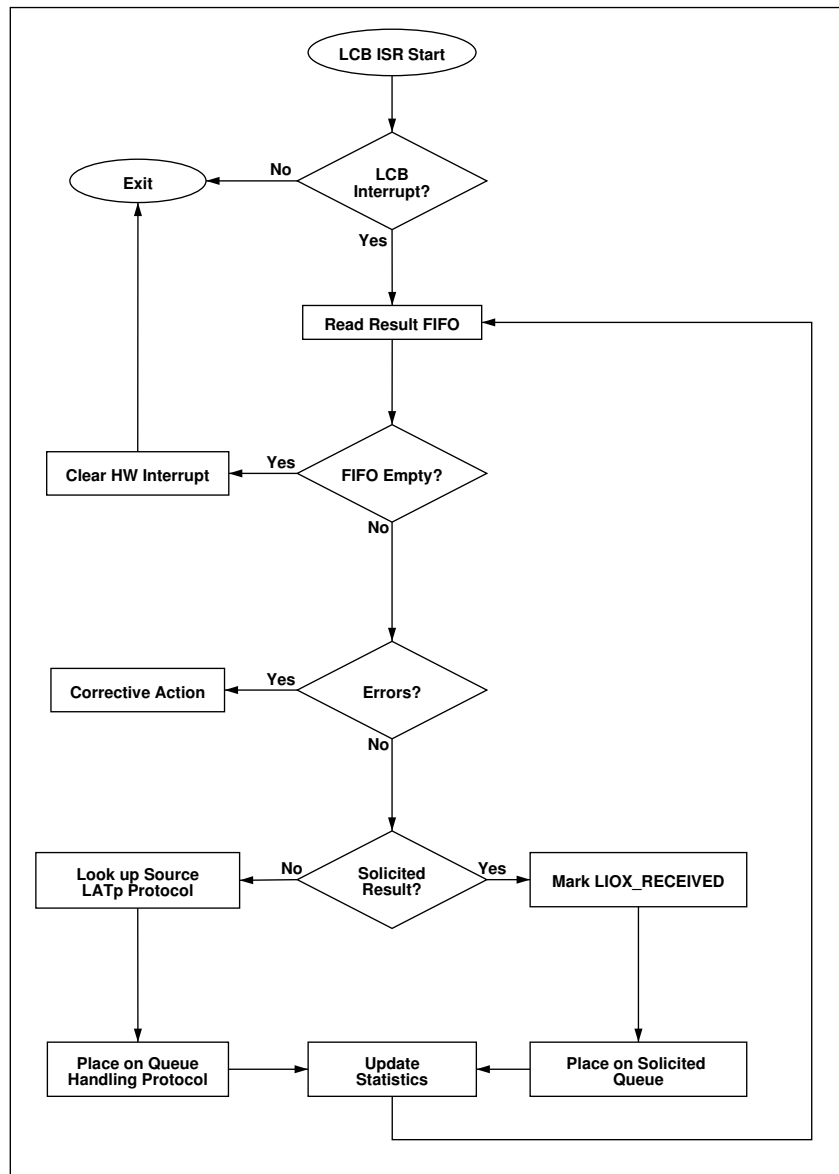 LCB ISR Start
LCB
Interrupt?
No
Exit
Yes
Read Result FIFO
FIFO Empty?
Yes
Clear HW Interrupt
No
Errors?
Yes
Corrective Action
No
Solicited
Result?
No
Look up Source
LATp Protocol
Yes
Mark LIOX_RECEIVED
Place on Queue
Handling Protocol
Update
Statistics
Place on Solicited
Queue